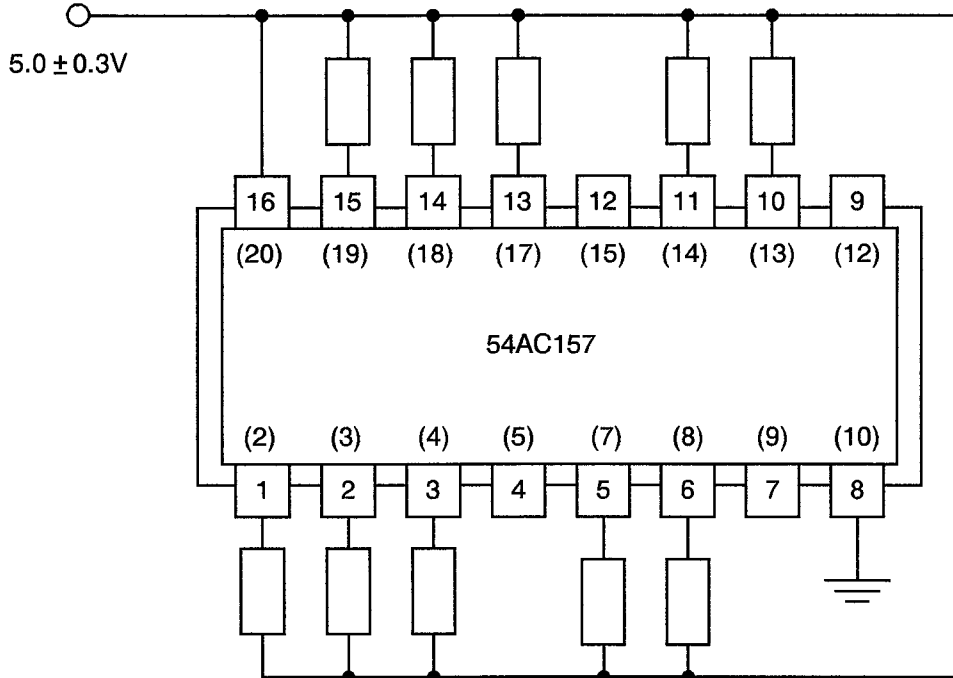 5.0 ± 0.3V
16 15 14 13 12 11 10 9
(20) (19) (18) (17) (15) (14) (13) (12)
54AC157
(2) (3) (4) (5) (7) (8) (9) (10)
1 2 3 4 5 6 7 8